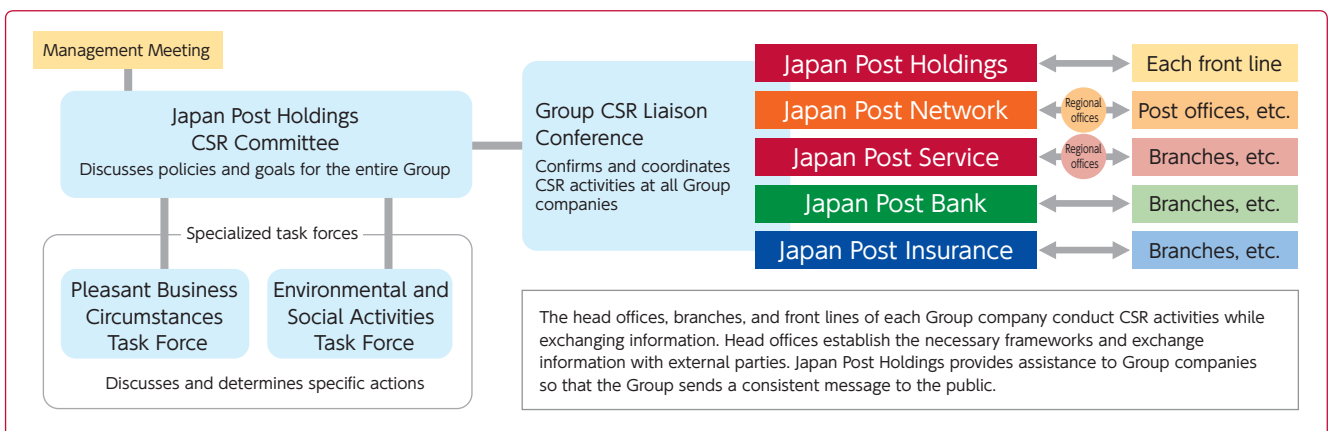 Management Meeting
Japan Post Holdings
CSR Committee
Discusses policies and goals for the entire Group
Specialized task forces
Pleasant Business
Circumstances
Task Force
Environmental and
Social Activities
Task Force
Discusses and determines specific actions
Group CSR Liaison
Conference
Confirms and coordinates
CSR activities at all Group
companies
Japan Post Holdings
Each front line
Japan Post Network
Regional
offices
Post offices, etc.
Japan Post Service
Regional
offices
Branches, etc.
Japan Post Bank
Branches, etc.
Japan Post Insurance
Branches, etc.
The head offices, branches, and front lines of each Group company conduct CSR activities while
exchanging information. Head offices establish the necessary frameworks and exchange
information with external parties. Japan Post Holdings provides assistance to Group companies
so that the Group sends a consistent message to the public.